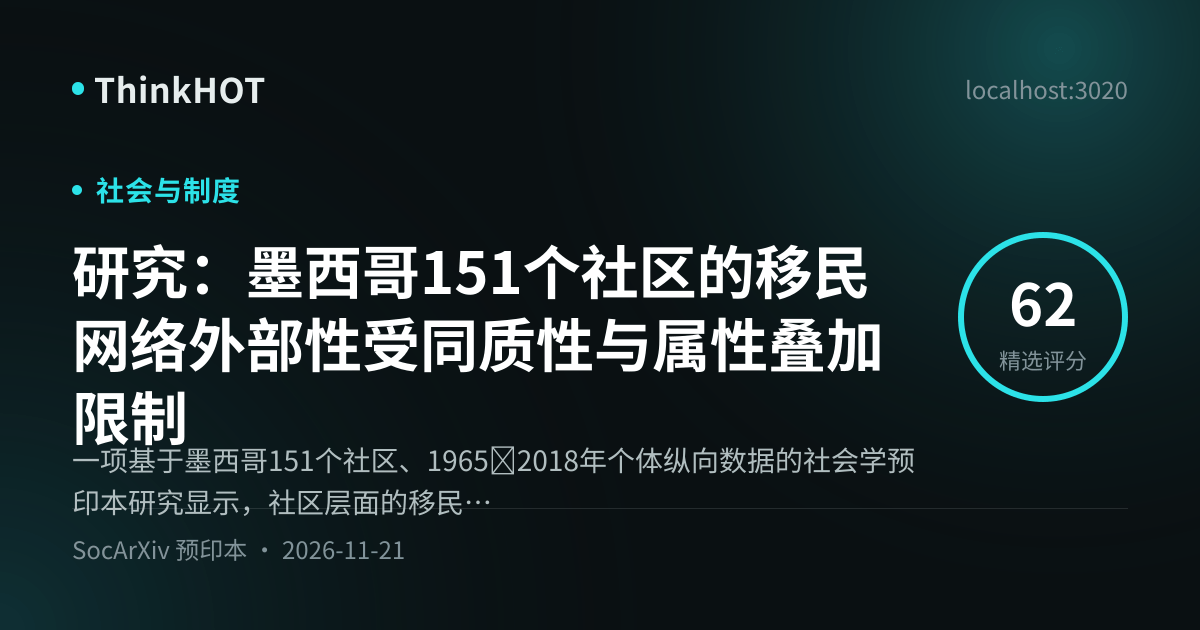 ThinkHOT
localhost:3020
社会与制度
研究：墨西哥151个社区的移民
网络外部性受同质性与属性叠加
限制
62
精选评分
一项基于墨西哥151个社区、1965☒2018年个体纵向数据的社会学预
印本研究显示，社区层面的移民…
SocArXiv 预印本 • 2026-11-21